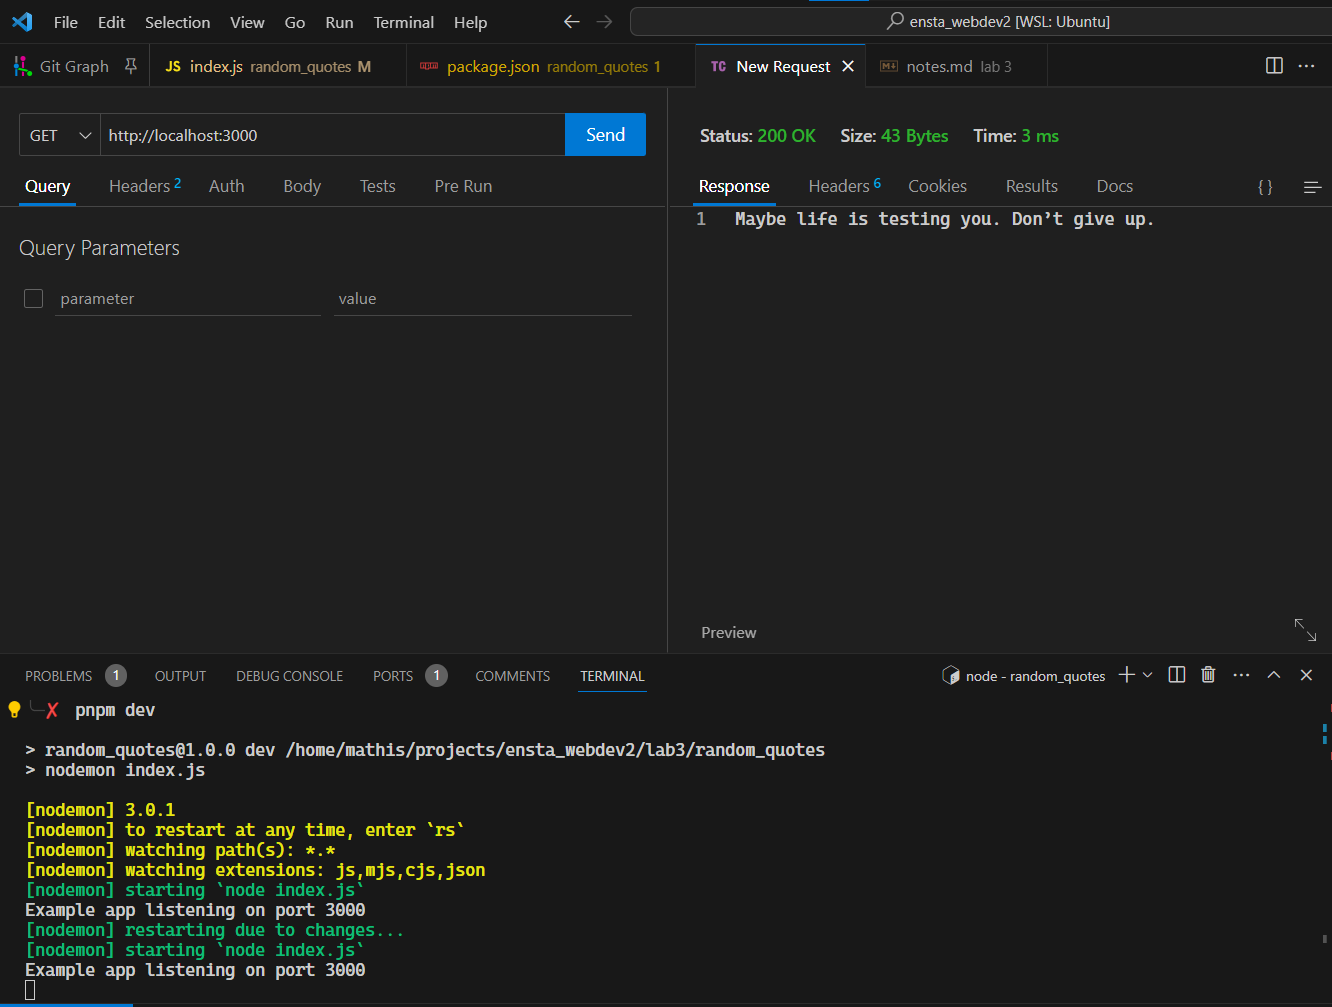 File Edit Selection View Go Run Terminal Help ensta_webdev2 [WSL: Ubuntu]
Git Graph JS index.js random_quotes M package.json random_quotes 1 TC New Request notes.md lab 3
GET http://localhost:3000 Send
Query Headers 2 Auth Body Tests Pre Run
Query Parameters
parameter value
Status: 200 OK Size: 43 Bytes Time: 3 ms
Response Headers 6 Cookies Results Docs { }
1 Maybe life is testing you. Don’t give up.
Preview
PROBLEMS 1 OUTPUT DEBUG CONSOLE PORTS 1 COMMENTS TERMINAL node - random_quotes
pnpm dev
> random_quotes@1.0.0 dev /home/mathis/projects/ensta_webdev2/lab3/random_quotes
> nodemon index.js
[nodemon] 3.0.1
[nodemon] to restart at any time, enter `rs`
[nodemon] watching path(s): *.*
[nodemon] watching extensions: js,mjs,cjs,json
[nodemon] starting `node index.js`
Example app listening on port 3000
[nodemon] restarting due to changes...
[nodemon] starting `node index.js`
Example app listening on port 3000